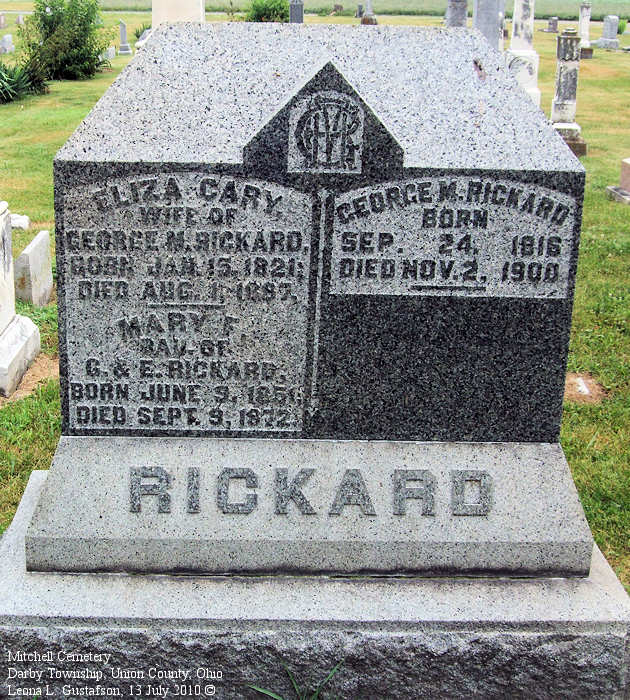 ELIZA CARY,
WIFE OF
GEORGE M. RICKARD.
BORN JAN. 15. 1821;
DIED AUG. 1, 1897.
MARY F.
DAU. OF
G. & E. RICKARD.
BORN JUNE 9, 1851;
DIED SEPT. 9, 1872.
GEORGE M. RICKARD
BORN
SEP. 24. 1816
DIED NOV. 2. 1900
RICKARD
Mitchell Cemetery
Darby Township, Union County, Ohio
Leona L. Gustafson, 13 July 2010 ©